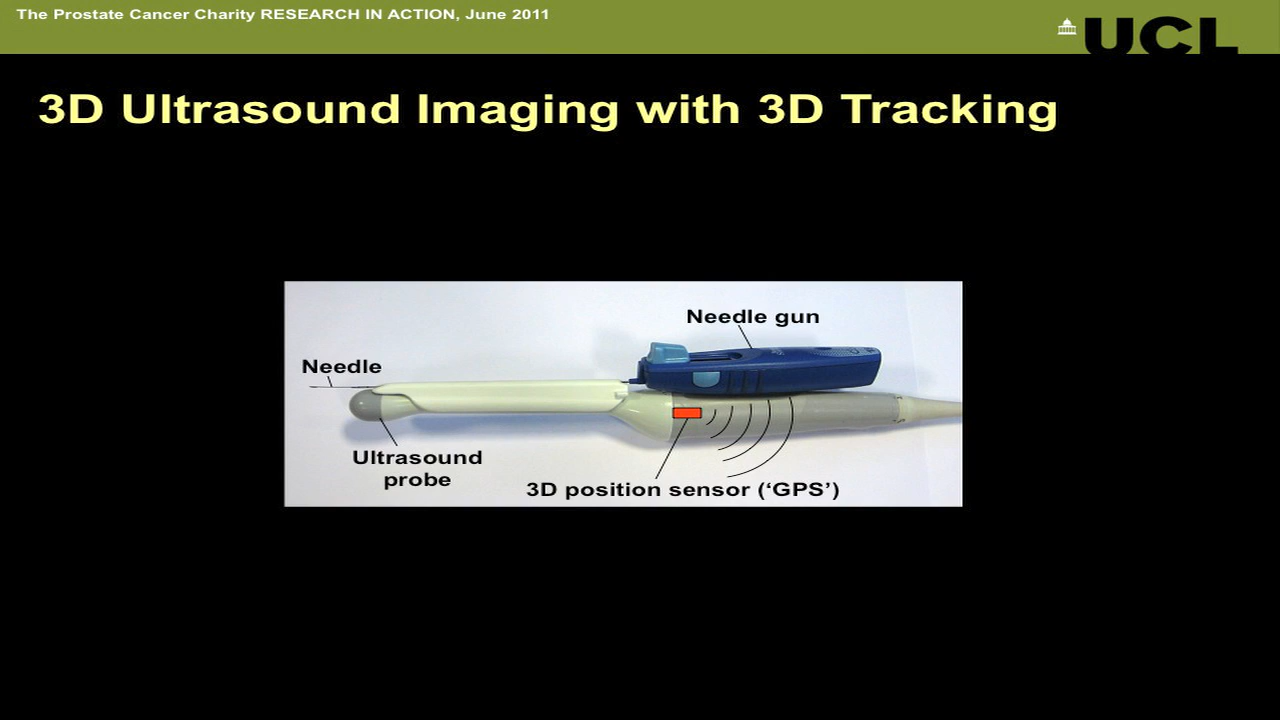 The Prostate Cancer Charity RESEARCH IN ACTION, June 2011
UCL
3D Ultrasound Imaging with 3D Tracking
Needle gun
Needle
Ultrasound
probe
3D position sensor (‘GPS’)